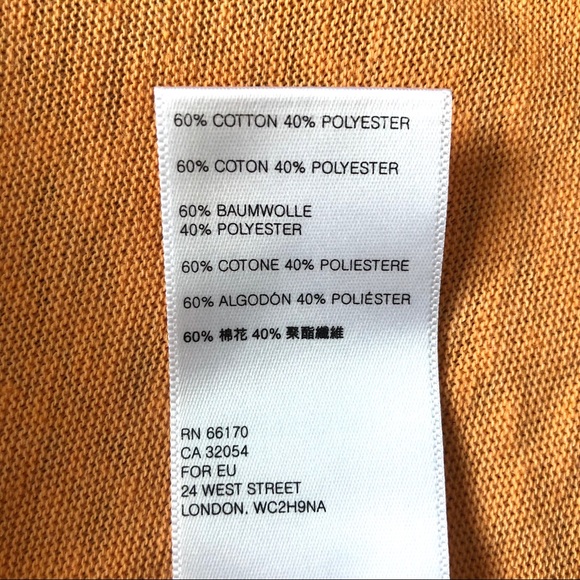 60% COTTON 40% POLYESTER
60% COTON 40% POLYESTER
60% BAUMWOLLE
40% POLYESTER
60% COTONE 40% POLIESTERE
60% ALGODÓN 40% POLIÉSTER
60% 棉花 40% 聚酯纖維
RN 66170
CA 32054
FOR EU
24 WEST STREET
LONDON. WC2H9NA